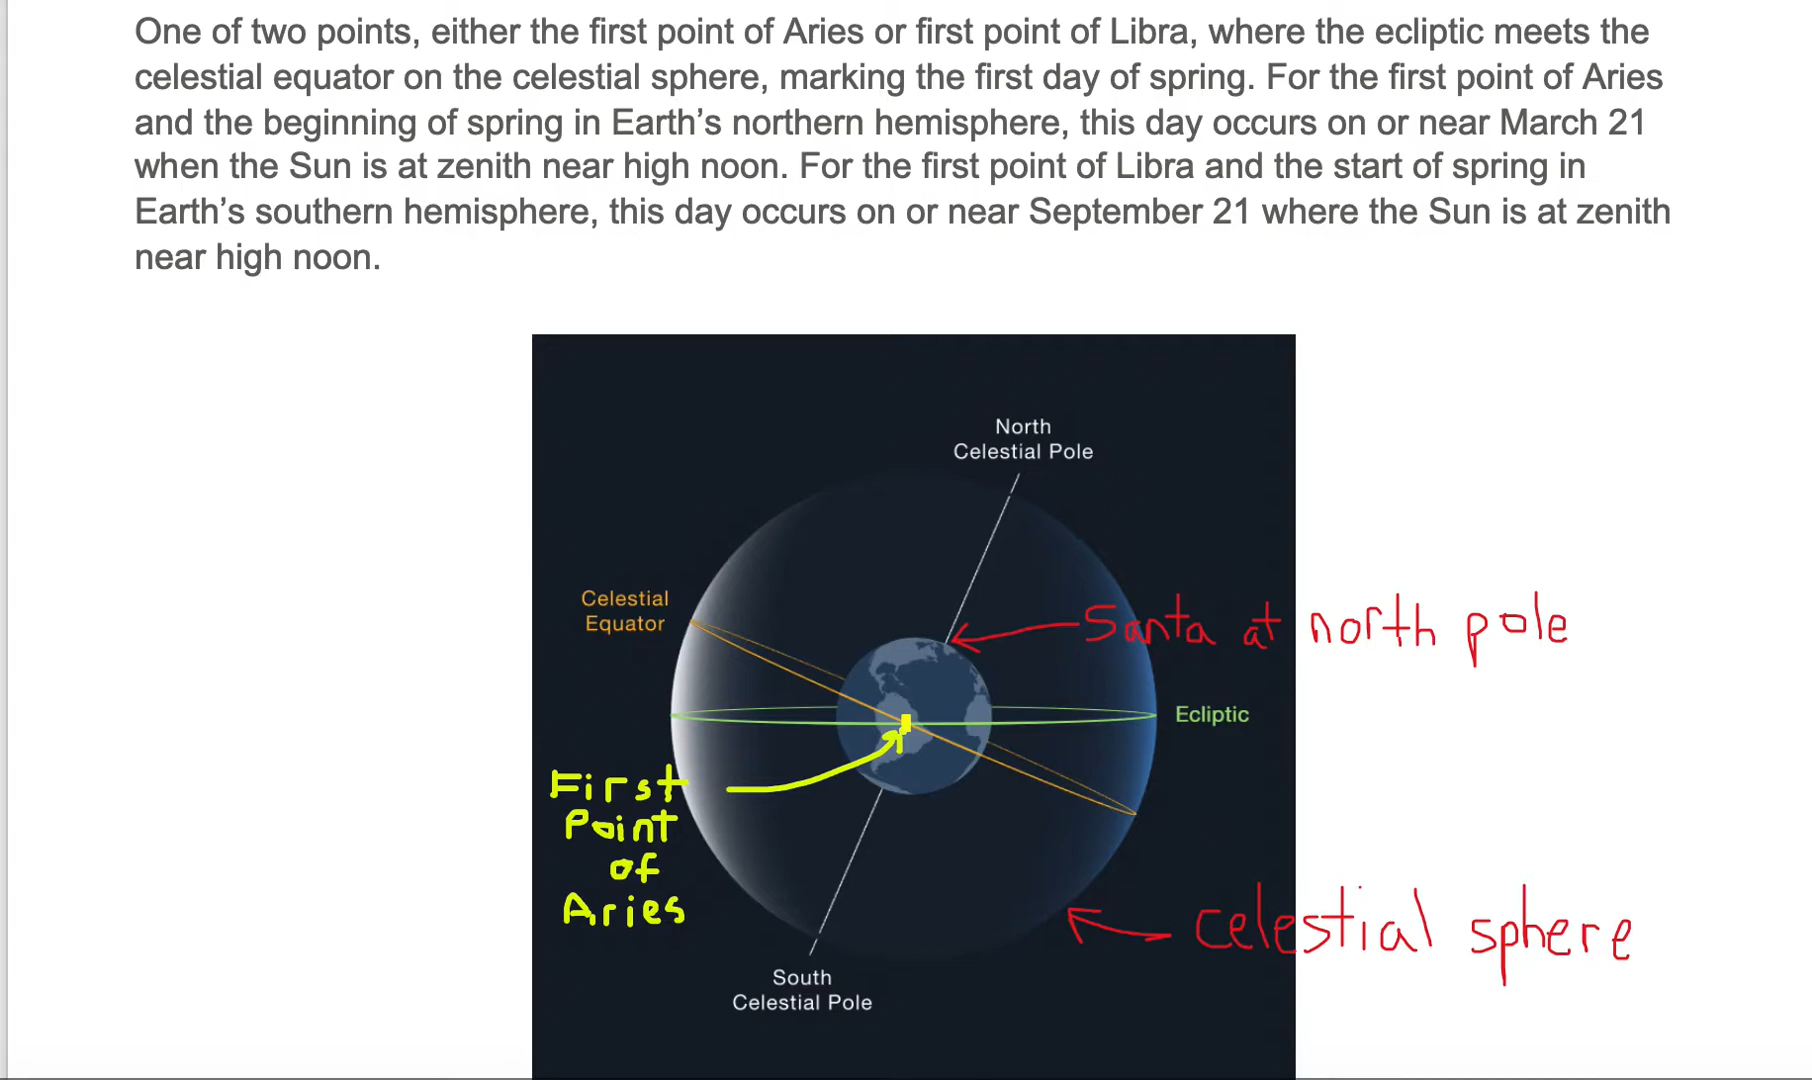 One of two points, either the first point of Aries or first point of Libra, where the ecliptic meets the
celestial equator on the celestial sphere, marking the first day of spring. For the first point of Aries
and the beginning of spring in Earth’s northern hemisphere, this day occurs on or near March 21
when the Sun is at zenith near high noon. For the first point of Libra and the start of spring in
Earth’s southern hemisphere, this day occurs on or near September 21 where the Sun is at zenith
near high noon.
North
Celestial Pole
Celestial
Equator
Santa at north pole
Ecliptic
First
Point
of
Aries
celestial sphere
South
Celestial Pole